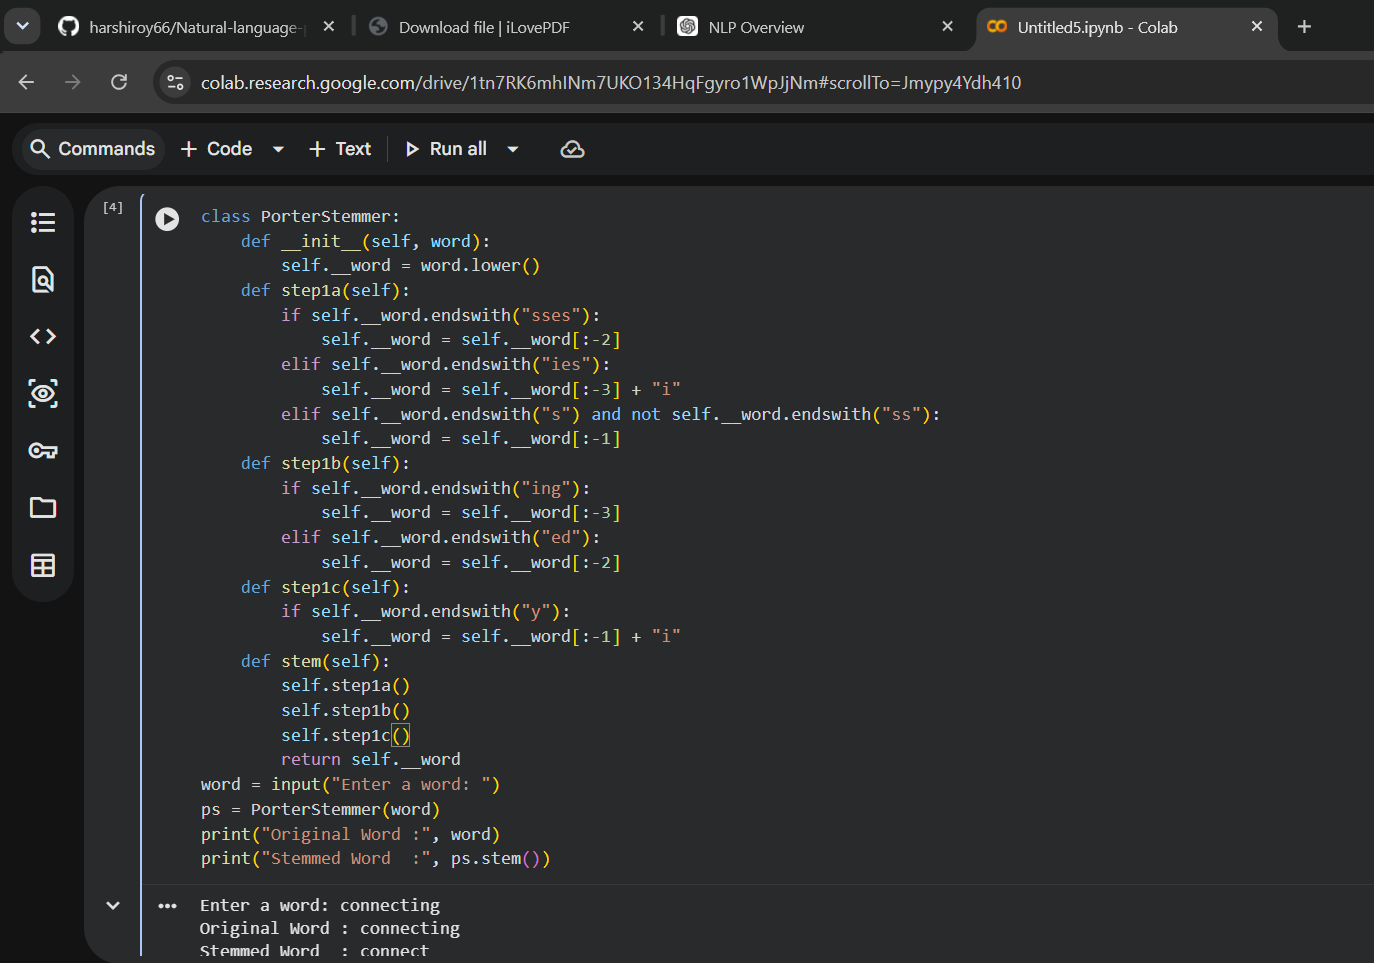 harshiroy66/Natural-language-
Download file | iLovePDF
NLP Overview
Untitled5.ipynb - Colab
colab.research.google.com/drive/1tn7RK6mhINm7UKO134HqFgyro1WpJjNm#scrollTo=Jmypy4Ydh410
Commands + Code + Text Run all
[4]
class PorterStemmer:
    def __init__(self, word):
        self.__word = word.lower()
    def step1a(self):
        if self.__word.endswith("sses"):
            self.__word = self.__word[:-2]
        elif self.__word.endswith("ies"):
            self.__word = self.__word[:-3] + "i"
        elif self.__word.endswith("s") and not self.__word.endswith("ss"):
            self.__word = self.__word[:-1]
    def step1b(self):
        if self.__word.endswith("ing"):
            self.__word = self.__word[:-3]
        elif self.__word.endswith("ed"):
            self.__word = self.__word[:-2]
    def step1c(self):
        if self.__word.endswith("y"):
            self.__word = self.__word[:-1] + "i"
    def stem(self):
        self.step1a()
        self.step1b()
        self.step1c()
        return self.__word
word = input("Enter a word: ")
ps = PorterStemmer(word)
print("Original Word :", word)
print("Stemmed Word  :", ps.stem())
Enter a word: connecting
Original Word : connecting
Stemmed Word  : connect